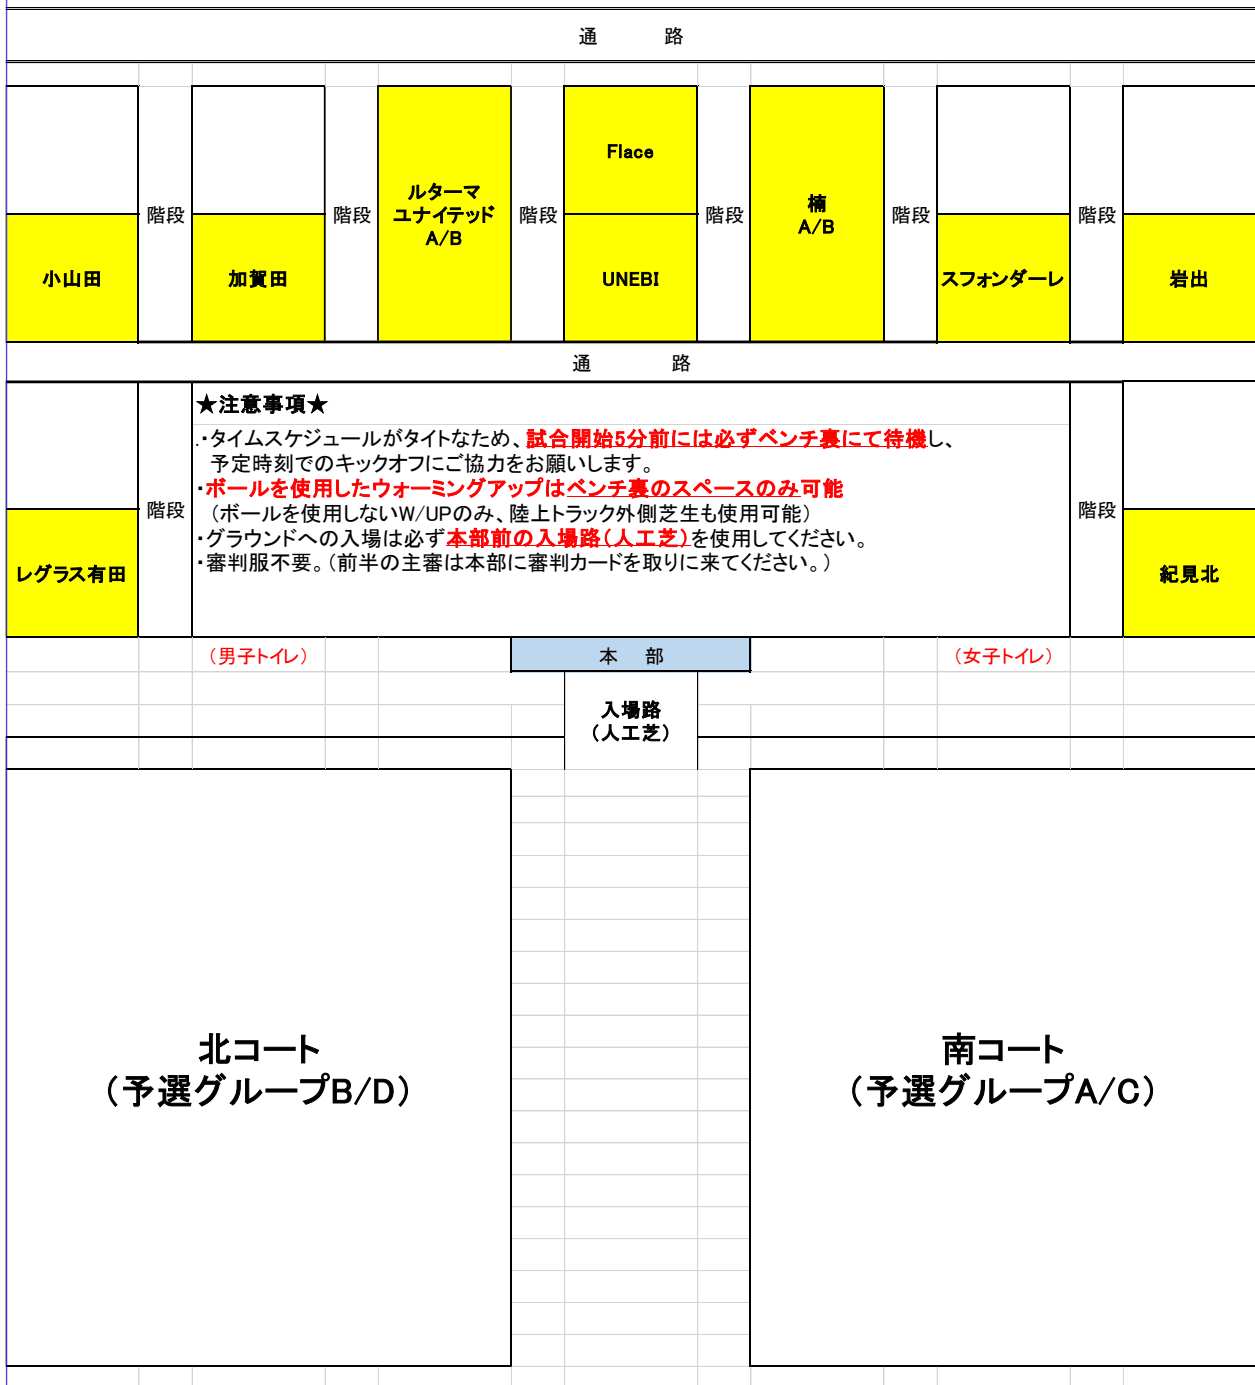 通 路
Flace
ルターマ
ユナイテッド
A/B
楠
A/B
階段
階段
階段
階段
階段
階段
小山田
加賀田
UNEBI
スフォンダーレ
岩出
通 路
★注意事項★
.・タイムスケジュールがタイトなため、試合開始5分前には必ずベンチ裏にて待機し、
予定時刻でのキックオフにご協力をお願いします。
・ボールを使用したウォーミングアップはベンチ裏のスペースのみ可能
（ボールを使用しないW/UPのみ、陸上トラック外側芝生も使用可能）
・グラウンドへの入場は必ず本部前の入場路（人工芝）を使用してください。
・審判服不要。（前半の主審は本部に審判カードを取りに来てください。）
階段
階段
レグラス有田
紀見北
（男子トイレ）
本 部
（女子トイレ）
入場路
（人工芝）
北コート
（予選グループB/D）
南コート
（予選グループA/C）